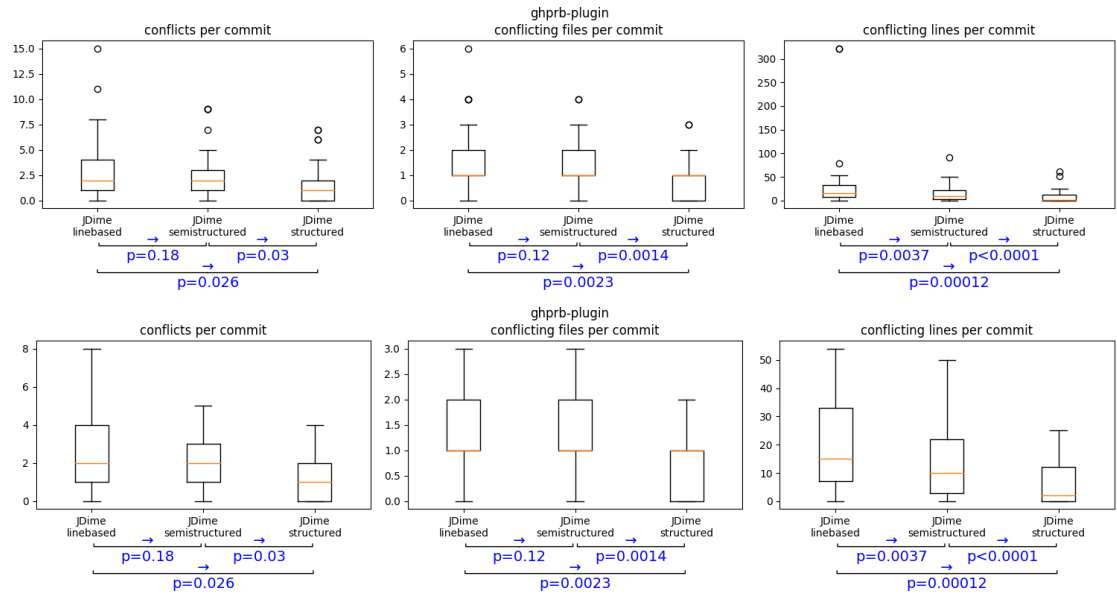 ghprb-plugin
conflicts per commit
conflicting files per commit
conflicting lines per commit
15.0
12.5
10.0
7.5
5.0
2.5
0.0
JDime
linebased
JDime
semistructured
JDime
structured
→
p=0.18
→
p=0.03
→
p=0.026
6
5
4
3
2
1
0
JDime
linebased
JDime
semistructured
JDime
structured
→
p=0.12
→
p=0.0014
→
p=0.0023
300
250
200
150
100
50
0
JDime
linebased
JDime
semistructured
JDime
structured
→
p=0.0037
→
p<0.0001
→
p=0.00012
ghprb-plugin
conflicts per commit
conflicting files per commit
conflicting lines per commit
8
6
4
2
0
JDime
linebased
JDime
semistructured
JDime
structured
→
p=0.18
→
p=0.03
→
p=0.026
3.0
2.5
2.0
1.5
1.0
0.5
0.0
JDime
linebased
JDime
semistructured
JDime
structured
→
p=0.12
→
p=0.0014
→
p=0.0023
50
40
30
20
10
0
JDime
linebased
JDime
semistructured
JDime
structured
→
p=0.0037
→
p<0.0001
→
p=0.00012